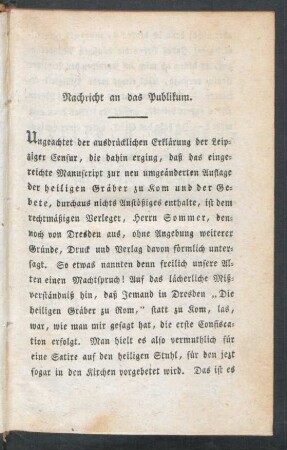 Nachricht an das Publikum.
Ungeachtet der ausdrücklichen Erklärung der Leip-
ziger Censur, die dahin erging, daß das einge-
reichte Manuscript zur neu umgeänderten Auflage
der heiligen Gräber zu Kom und der Ge-
bete, durchaus nichts Anstößiges enthalte, ist dem
rechtmäßigen Verleger, Herrn Sommer, den-
noch von Dresden aus, ohne Angebung weiterer
Gründe, Druck und Verlag davon förmlich unter-
sagt. So etwas nannten denn freilich unsere Al-
ten einen Machtspruch! Auf das lächerliche Miß-
verständniß hin, daß Jemand in Dresden „Die
heiligen Gräber zu Rom,“ statt zu Kom, las,
war, wie man mir gesagt hat, die erste Confisca-
tion erfolgt. Man hielt es also vermuthlich für
eine Satire auf den heiligen Stuhl, für den jezt
sogar in den Kirchen vorgebetet wird. Das ist es